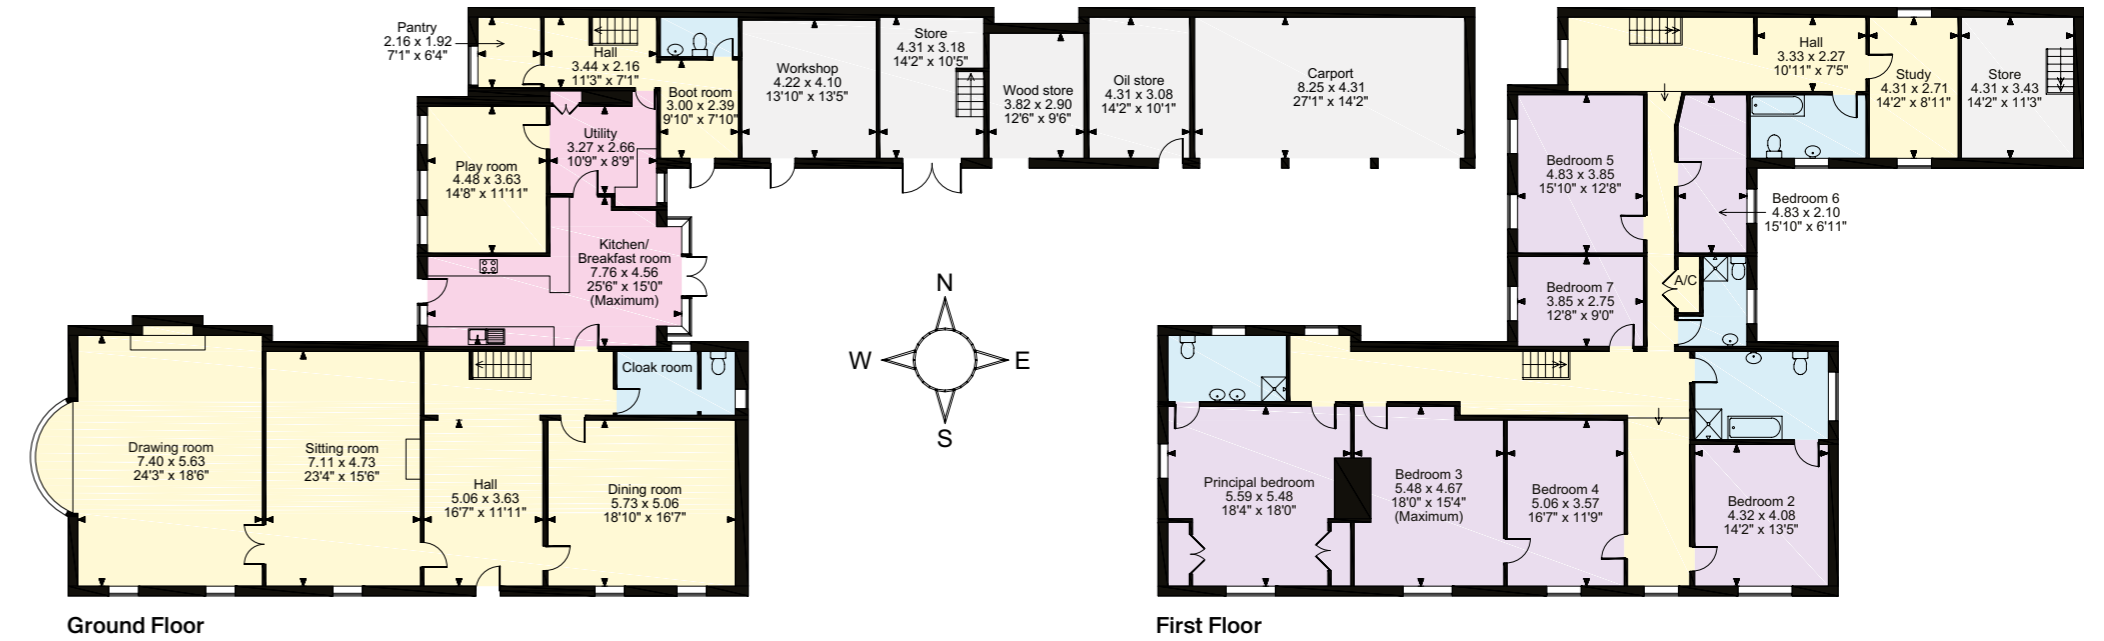 Pantry
2.16 x 1.92
7'1" x 6'4"
Hall
3.44 x 2.16
11'3" x 7'1"
Boot room
3.00 x 2.39
9'10" x 7'10"
Workshop
4.22 x 4.10
13'10" x 13'5"
Store
4.31 x 3.18
14'2" x 10'5"
Wood store
3.82 x 2.90
12'6" x 9'6"
Oil store
4.31 x 3.08
14'2" x 10'1"
Carport
8.25 x 4.31
27'1" x 14'2"
Play room
4.48 x 3.63
14'8" x 11'11"
Utility
3.27 x 2.66
10'9" x 8'9"
Kitchen/
Breakfast room
7.76 x 4.56
25'6" x 15'0"
(Maximum)
Cloak room
Drawing room
7.40 x 5.63
24'3" x 18'6"
Sitting room
7.11 x 4.73
23'4" x 15'6"
Hall
5.06 x 3.63
16'7" x 11'11"
Dining room
5.73 x 5.06
18'10" x 16'7"
Ground Floor
N
W
E
S
Hall
3.33 x 2.27
10'11" x 7'5"
Study
4.31 x 2.71
14'2" x 8'11"
Store
4.31 x 3.43
14'2" x 11'3"
Bedroom 5
4.83 x 3.85
15'10" x 12'8"
Bedroom 6
4.83 x 2.10
15'10" x 6'11"
Bedroom 7
3.85 x 2.75
12'8" x 9'0"
A/C
Principal bedroom
5.59 x 5.48
18'4" x 18'0"
Bedroom 3
5.48 x 4.67
18'0" x 15'4"
(Maximum)
Bedroom 4
5.06 x 3.57
16'7" x 11'9"
Bedroom 2
4.32 x 4.08
14'2" x 13'5"
First Floor